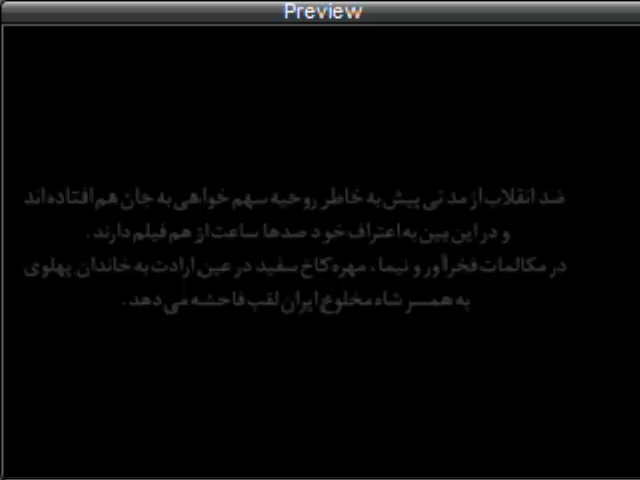 Preview
ضد انقلاب از مدتی پیش به خاطر روحیه سهم خواهی به جان هم افتاده‌اند
و در این بین به اعتراف خود صدها ساعت از هم فیلم دارند.
در مکالمات فخرآور و نیما، مهره کاخ سفید در عین ارادت به خاندان پهلوی
به همسر شاه مخلوع ایران لقب فاحشه می‌دهد.